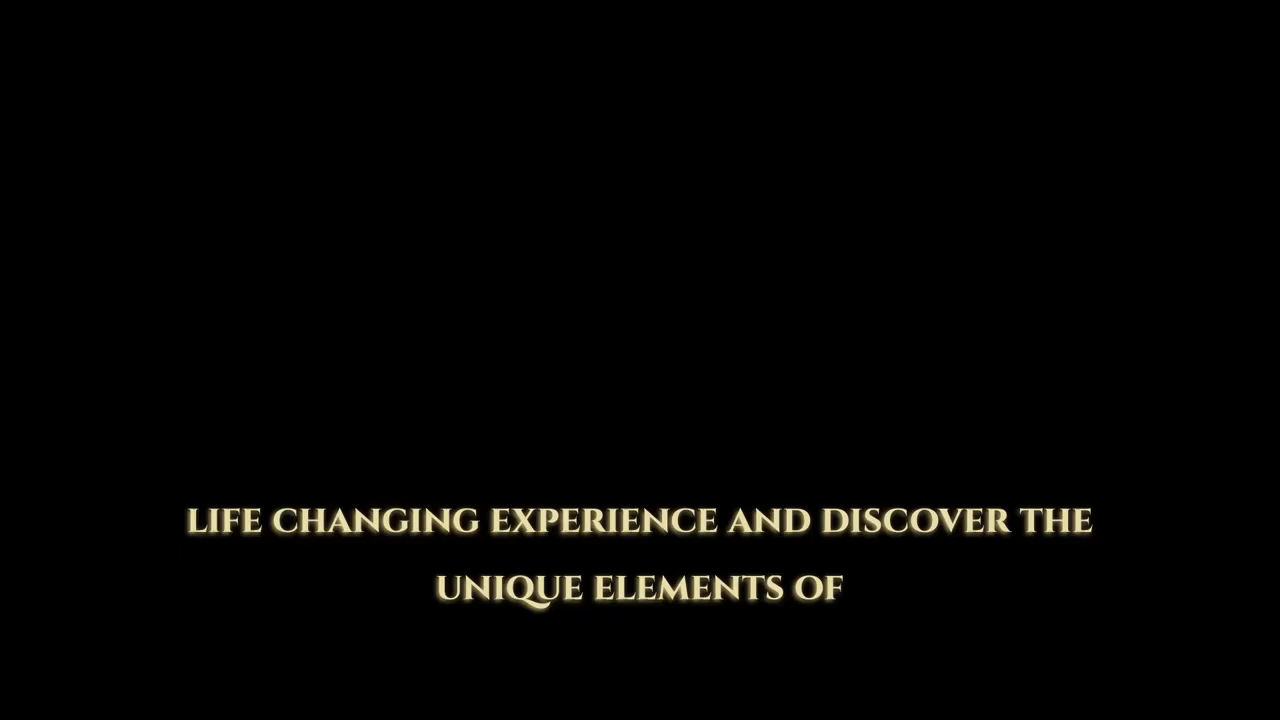 LIFE CHANGING EXPERIENCE AND DISCOVER THE
UNIQUE ELEMENTS OF